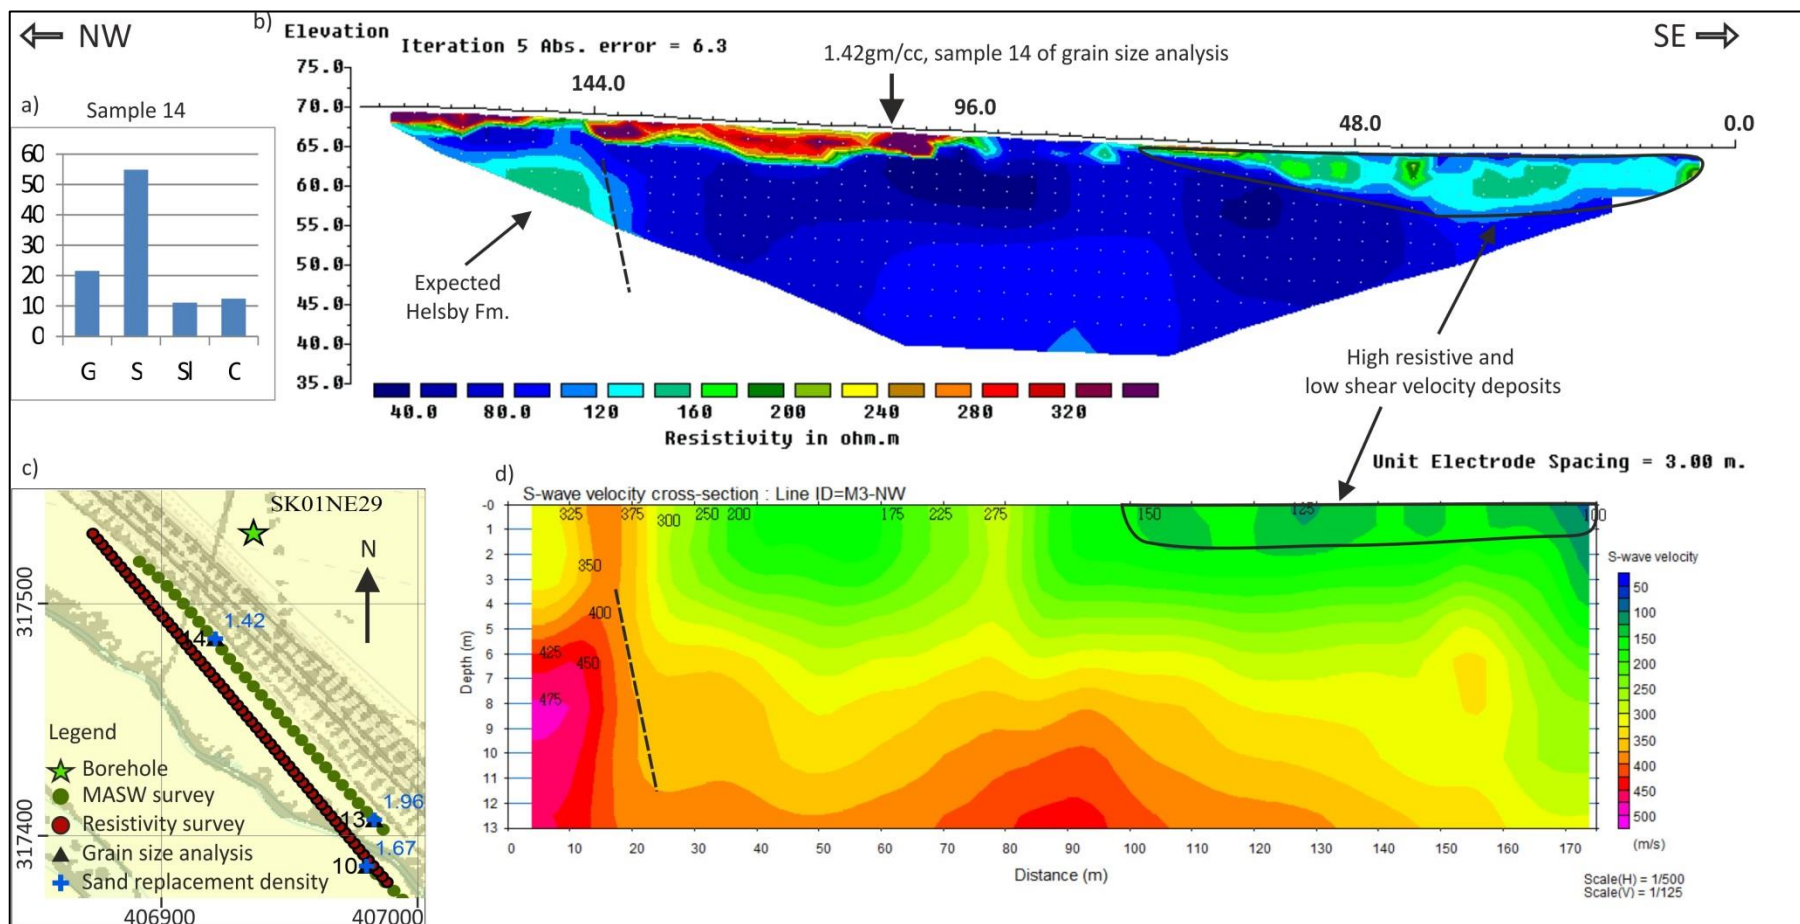 NW
SE
a)
Sample 14
60
50
40
30
20
10
0
G S Sl C
b)
Elevation
Iteration 5 Abs. error = 6.3
1.42gm/cc, sample 14 of grain size analysis
75.0
70.0
65.0
60.0
55.0
50.0
45.0
40.0
35.0
144.0 96.0 48.0 0.0
Expected
Helsby Fm.
High resistive and
low shear velocity deposits
40.0 80.0 120 160 200 240 280 320
Resistivity in ohm.m
Unit Electrode Spacing = 3.00 m.
c)
SK01NE29
N
317500
317400
14
1.42
13
1.96
10
1.67
Legend
Borehole
MASW survey
Resistivity survey
Grain size analysis
Sand replacement density
406900 407000
d)
S-wave velocity cross-section : Line ID=M3-NW
-0
1
2
3
4
5
6
7
8
9
10
11
12
13
Depth (m)
325 375 300 250 200 175 225 275 150 125 100
350
400
425 450
475
0 10 20 30 40 50 60 70 80 90 100 110 120 130 140 150 160 170
Distance (m)
S-wave velocity
50
100
150
200
250
300
350
400
450
500
(m/s)
Scale(H) = 1/500
Scale(V) = 1/125